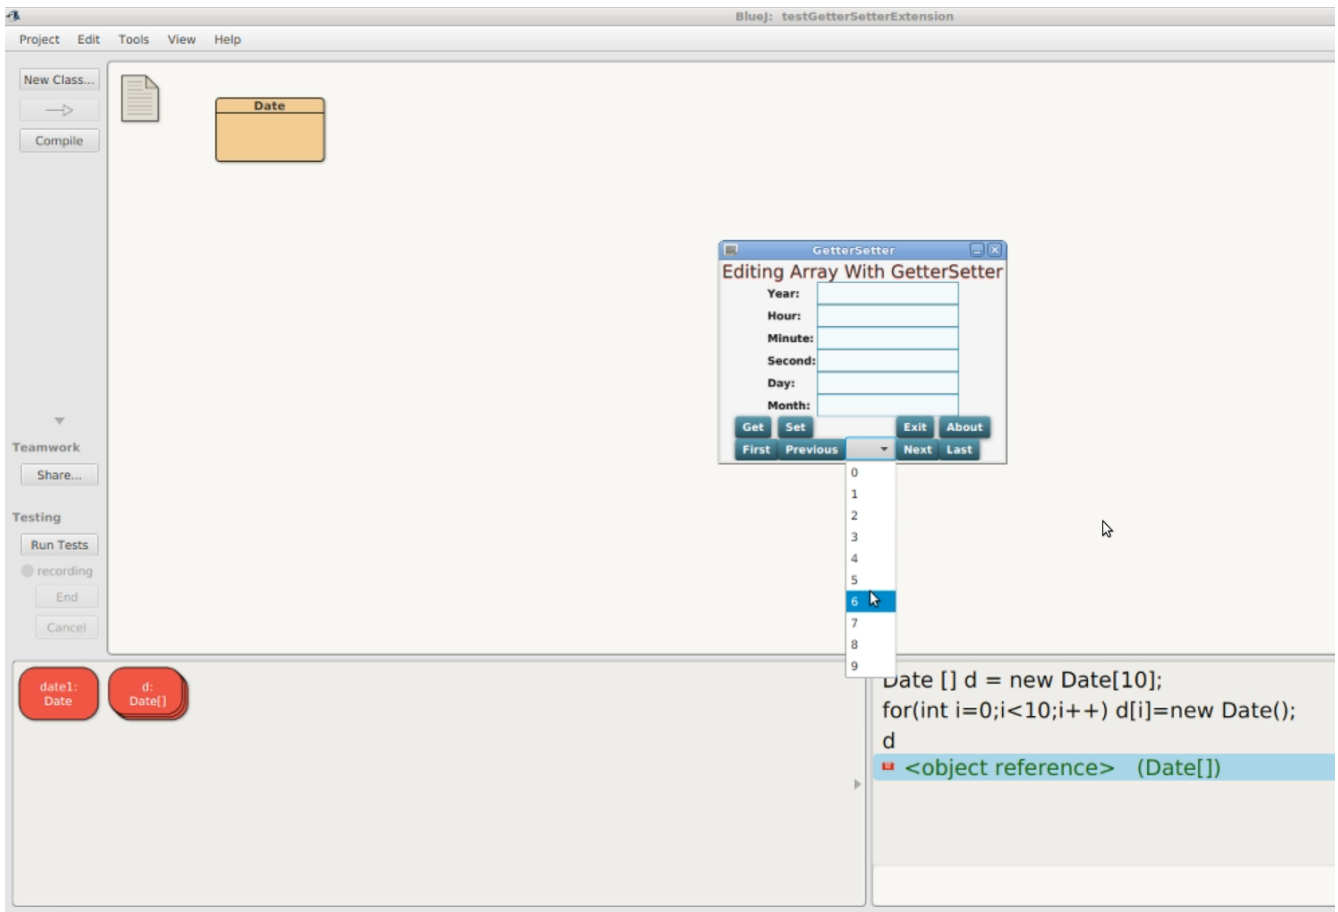 BlueJ: testGetterSetterExtension
Project Edit Tools View Help
New Class...
Compile
Date
GetterSetter
Editing Array With GetterSetter
Year:
Hour:
Minute:
Second:
Day:
Month:
Get Set Exit About
First Previous Next Last
0
1
2
3
4
5
6
7
8
9
Teamwork
Share...
Testing
Run Tests
recording
End
Cancel
date1:
Date
d:
Date[]
Date [] d = new Date[10];
for(int i=0;i<10;i++) d[i]=new Date();
d
<object reference> (Date[])